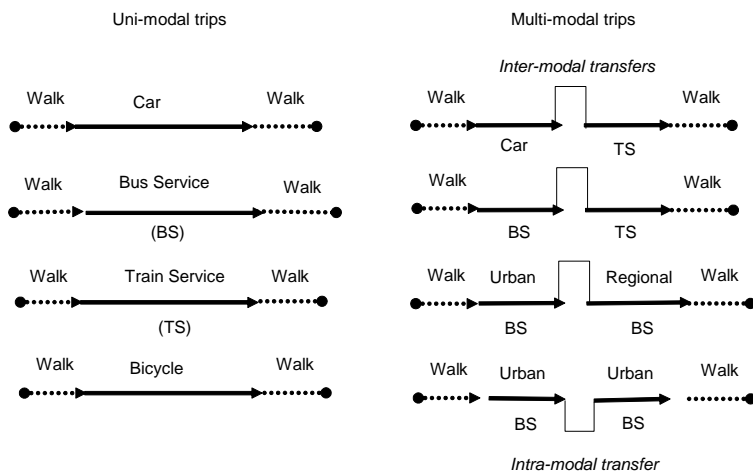 Uni-modal trips
Multi-modal trips
Inter-modal transfers
Walk Car Walk
Walk Walk
Car TS
Walk Bus Service Walk
(BS)
Walk Walk
BS TS
Walk Train Service Walk
(TS)
Urban Regional Walk
Walk
BS BS
Walk Bicycle Walk
Walk Urban Urban Walk
BS BS
Intra-modal transfer